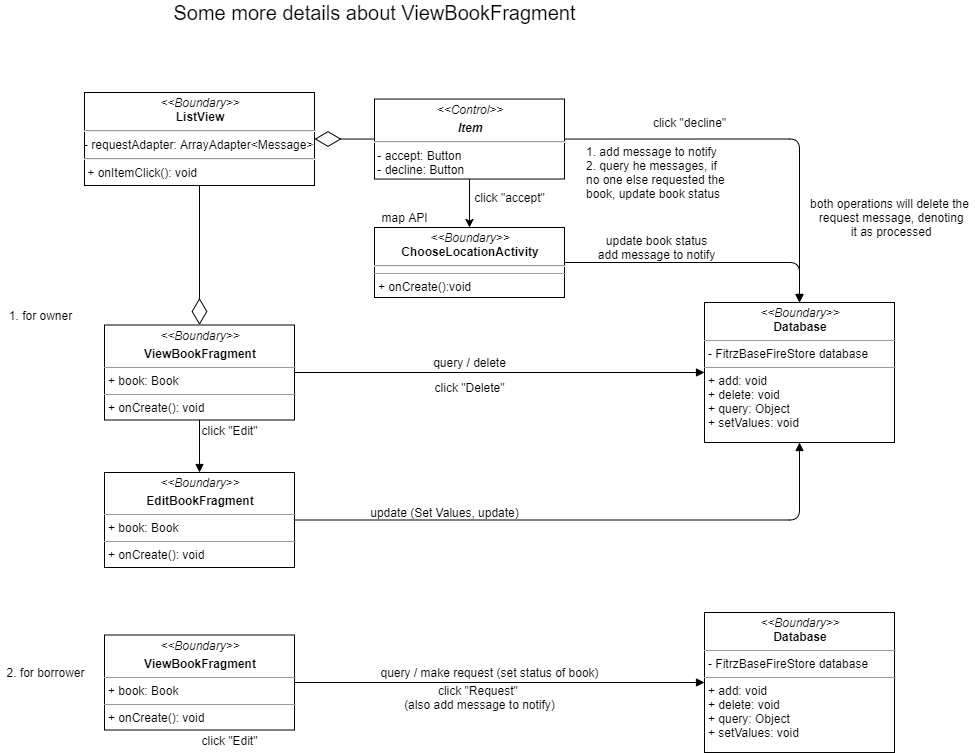 Some more details about ViewBookFragment
<<Boundary>>
ListView
- requestAdapter: ArrayAdapter<Message>
+ onItemClick(): void
<<Control>>
Item
- accept: Button
- decline: Button
click "decline"
1. add message to notify
2. query he messages, if
no one else requested the
book, update book status
both operations will delete the
request message, denoting
it as processed
click "accept"
map API
<<Boundary>>
ChooseLocationActivity
+ onCreate():void
update book status
add message to notify
1. for owner
<<Boundary>>
ViewBookFragment
+ book: Book
+ onCreate(): void
query / delete
click "Delete"
<<Boundary>>
Database
- FitrzBaseFireStore database
+ add: void
+ delete: void
+ query: Object
+ setValues: void
click "Edit"
<<Boundary>>
EditBookFragment
+ book: Book
+ onCreate(): void
update (Set Values, update)
2. for borrower
<<Boundary>>
ViewBookFragment
+ book: Book
+ onCreate(): void
click "Edit"
query / make request (set status of book)
click "Request"
(also add message to notify)
<<Boundary>>
Database
- FitrzBaseFireStore database
+ add: void
+ delete: void
+ query: Object
+ setValues: void